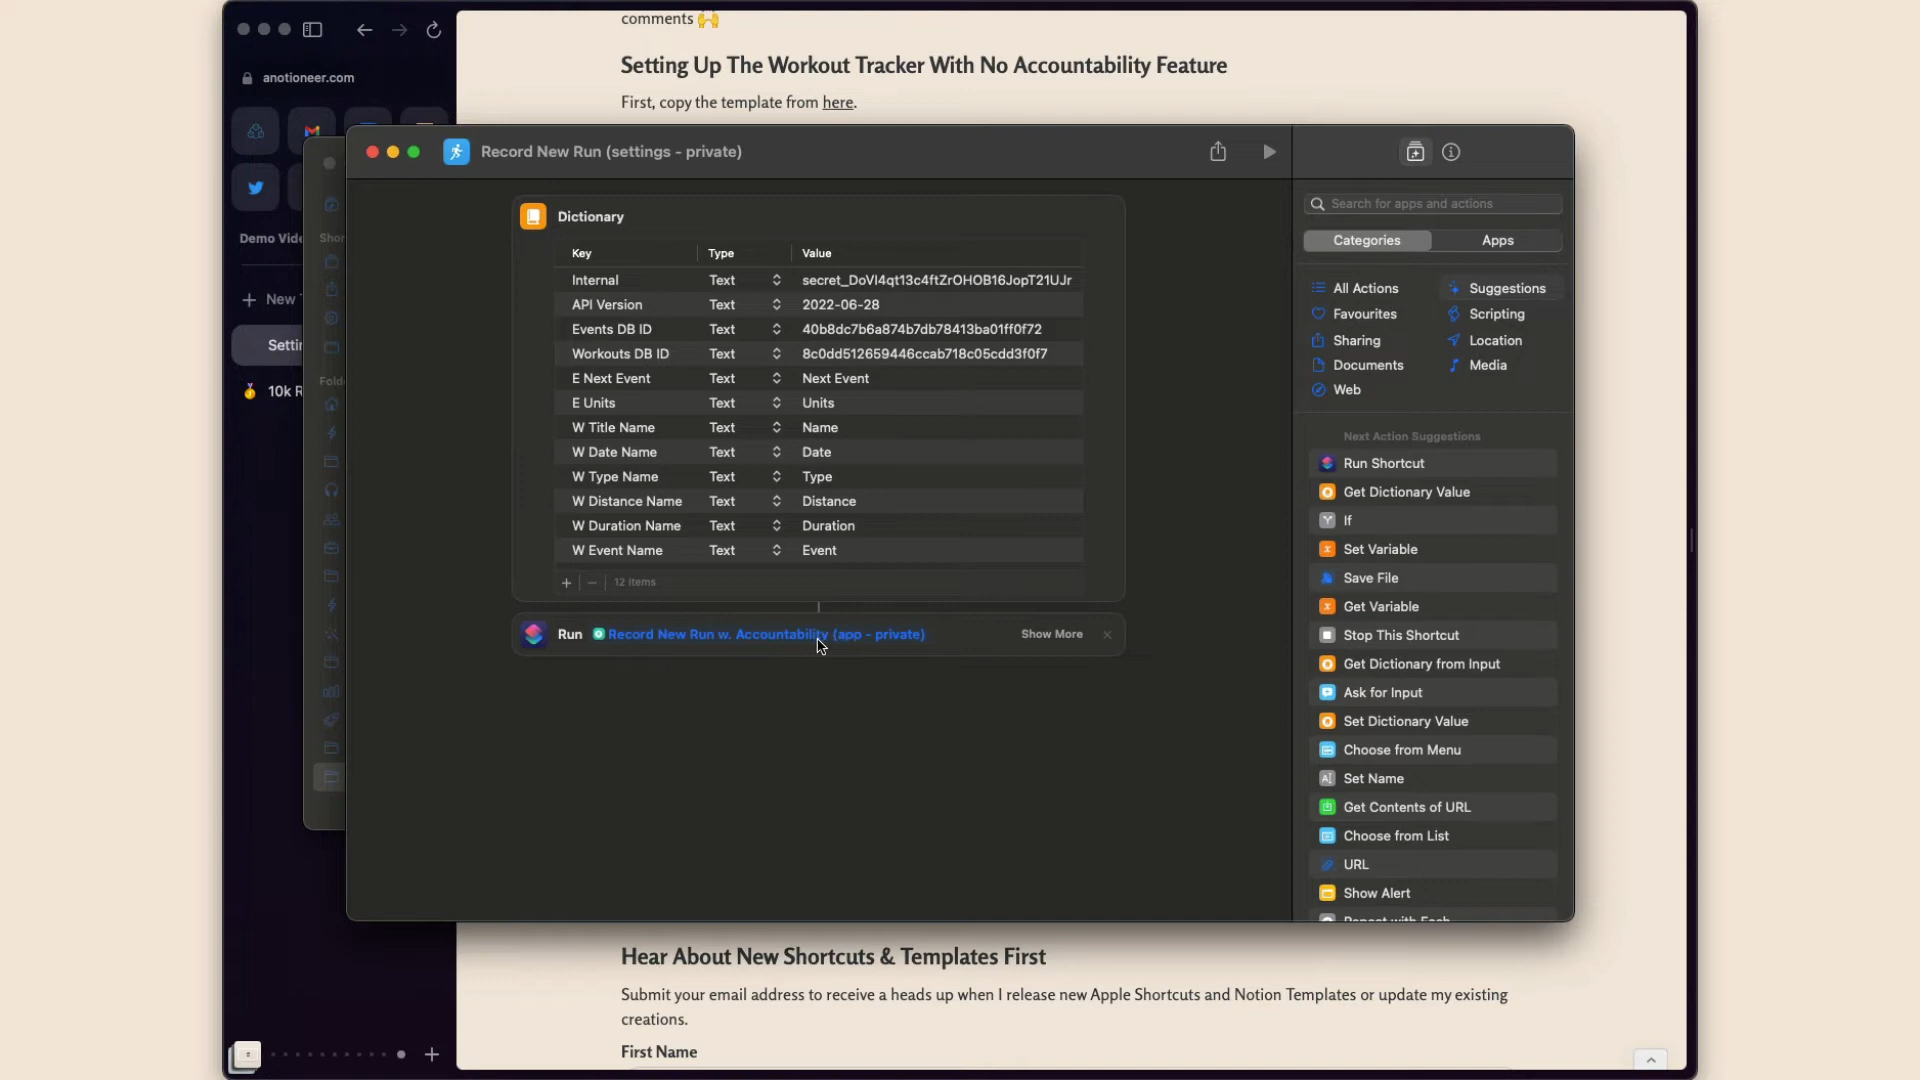 comments 🙌
Setting Up The Workout Tracker With No Accountability Feature
First, copy the template from here.
anotioneer.com
Demo Vide
New T
Settin
10k R
Shor
Fold
Record New Run (settings - private)
Dictionary
Key Type Value
Internal Text secret_DoVI4qt13c4ftZrOHOB16JopT21UJr
API Version Text 2022-06-28
Events DB ID Text 40b8dc7b6a874b7db78413ba01ff0f72
Workouts DB ID Text 8c0dd512659446ccab718c05cdd3f0f7
E Next Event Text Next Event
E Units Text Units
W Title Name Text Name
W Date Name Text Date
W Type Name Text Type
W Distance Name Text Distance
W Duration Name Text Duration
W Event Name Text Event
12 items
Run Record New Run w. Accountability (app - private) Show More
Search for apps and actions
Categories Apps
All Actions Suggestions
Favourites Scripting
Sharing Location
Documents Media
Web
Next Action Suggestions
Run Shortcut
Get Dictionary Value
If
Set Variable
Save File
Get Variable
Stop This Shortcut
Get Dictionary from Input
Ask for Input
Set Dictionary Value
Choose from Menu
Set Name
Get Contents of URL
Choose from List
URL
Show Alert
Repeat with Each
Hear About New Shortcuts & Templates First
Submit your email address to receive a heads up when I release new Apple Shortcuts and Notion Templates or update my existing
creations.
First Name